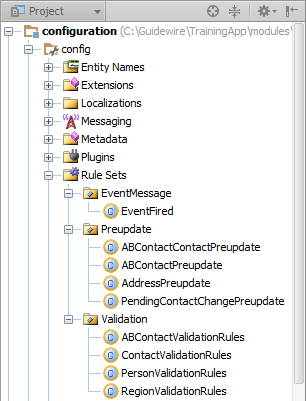 Project
configuration (C:\Guidewire\TrainingApp\modules\
config
Entity Names
Extensions
Localizations
Messaging
Metadata
Plugins
Rule Sets
EventMessage
EventFired
Preupdate
ABContactContactPreupdate
ABContactPreupdate
AddressPreupdate
PendingContactChangePreupdate
Validation
ABContactValidationRules
ContactValidationRules
PersonValidationRules
RegionValidationRules